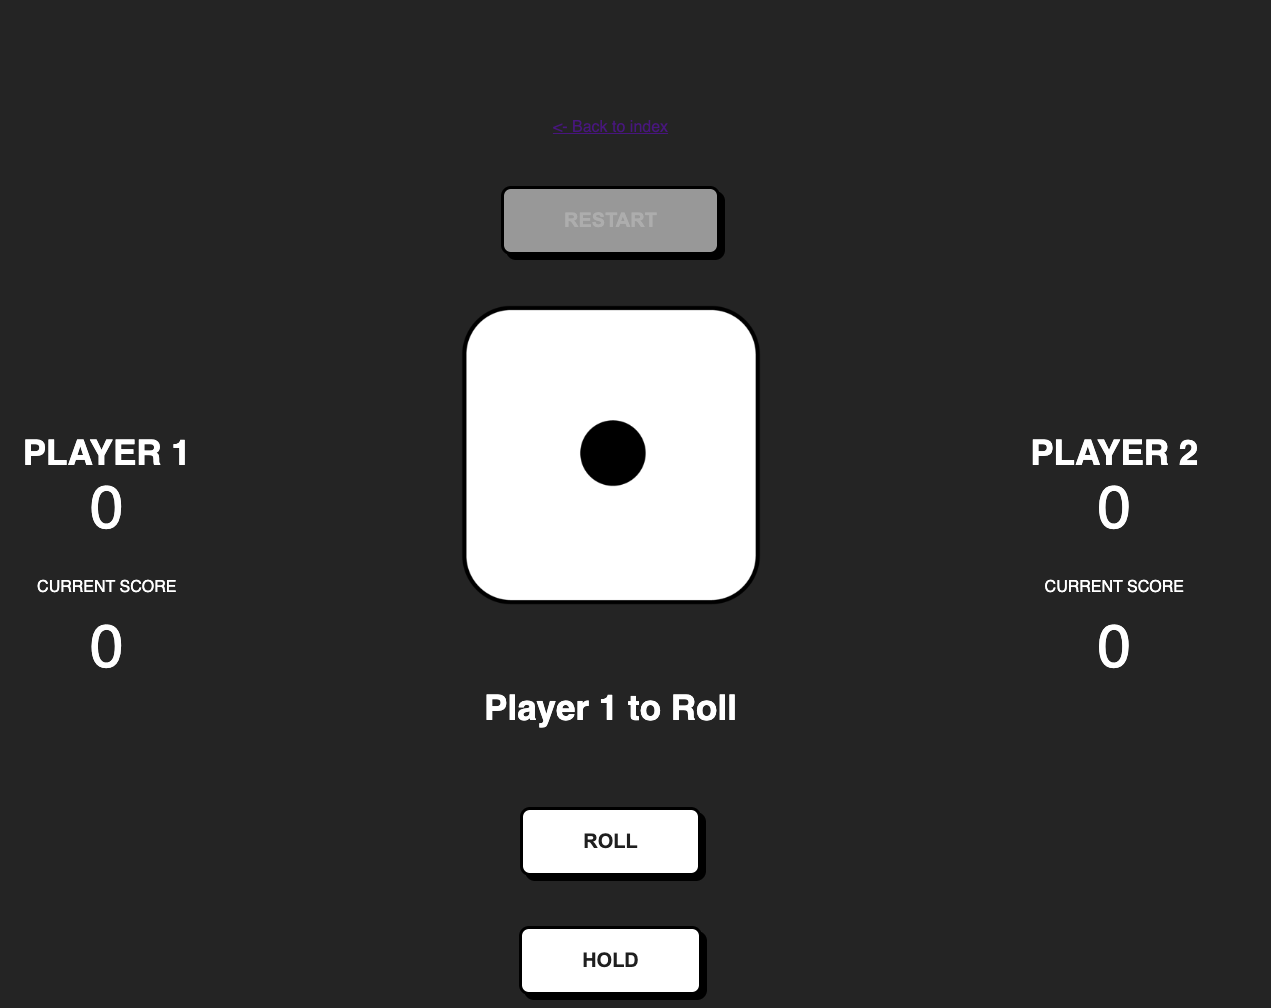 <- Back to index
RESTART
PLAYER 1
0
CURRENT SCORE
0
PLAYER 2
0
CURRENT SCORE
0
Player 1 to Roll
ROLL
HOLD